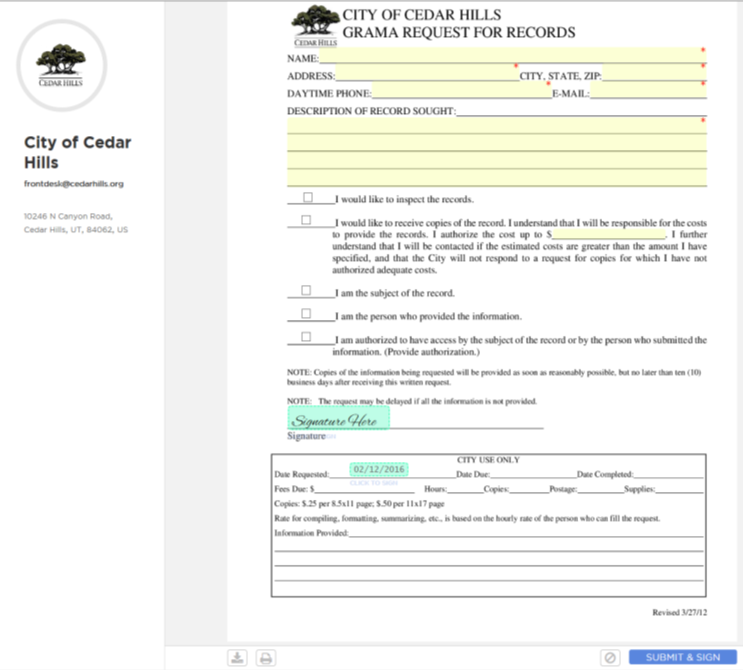 CEDAR HILLS
City of Cedar
Hills
frontdesk@cedarhills.org
10246 N Canyon Road,
Cedar Hills, UT, 84062, US
CEDAR HILLS
CITY OF CEDAR HILLS
GRAMA REQUEST FOR RECORDS
NAME: *
ADDRESS: * CITY, STATE, ZIP: *
DAYTIME PHONE: * E-MAIL: *
DESCRIPTION OF RECORD SOUGHT:
*
I would like to inspect the records.
I would like to receive copies of the record. I understand that I will be responsible for the costs
to provide the records. I authorize the cost up to $ . I further
understand that I will be contacted if the estimated costs are greater than the amount I have
specified, and that the City will not respond to a request for copies for which I have not
authorized adequate costs.
I am the subject of the record.
I am the person who provided the information.
I am authorized to have access by the subject of the record or by the person who submitted the
information. (Provide authorization.)
NOTE: Copies of the information being requested will be provided as soon as reasonably possible, but no later than ten (10)
business days after receiving this written request.
NOTE: The request may be delayed if all the information is not provided.
Signature Here
Signature
CITY USE ONLY
Date Requested: 02/12/2016 Date Due: Date Completed:
CLICK TO SIGN
Fees Due: $ Hours: Copies: Postage: Supplies:
Copies: $.25 per 8.5x11 page; $.50 per 11x17 page
Rate for compiling, formatting, summarizing, etc., is based on the hourly rate of the person who can fill the request.
Information Provided:
Revised 3/27/12
SUBMIT & SIGN